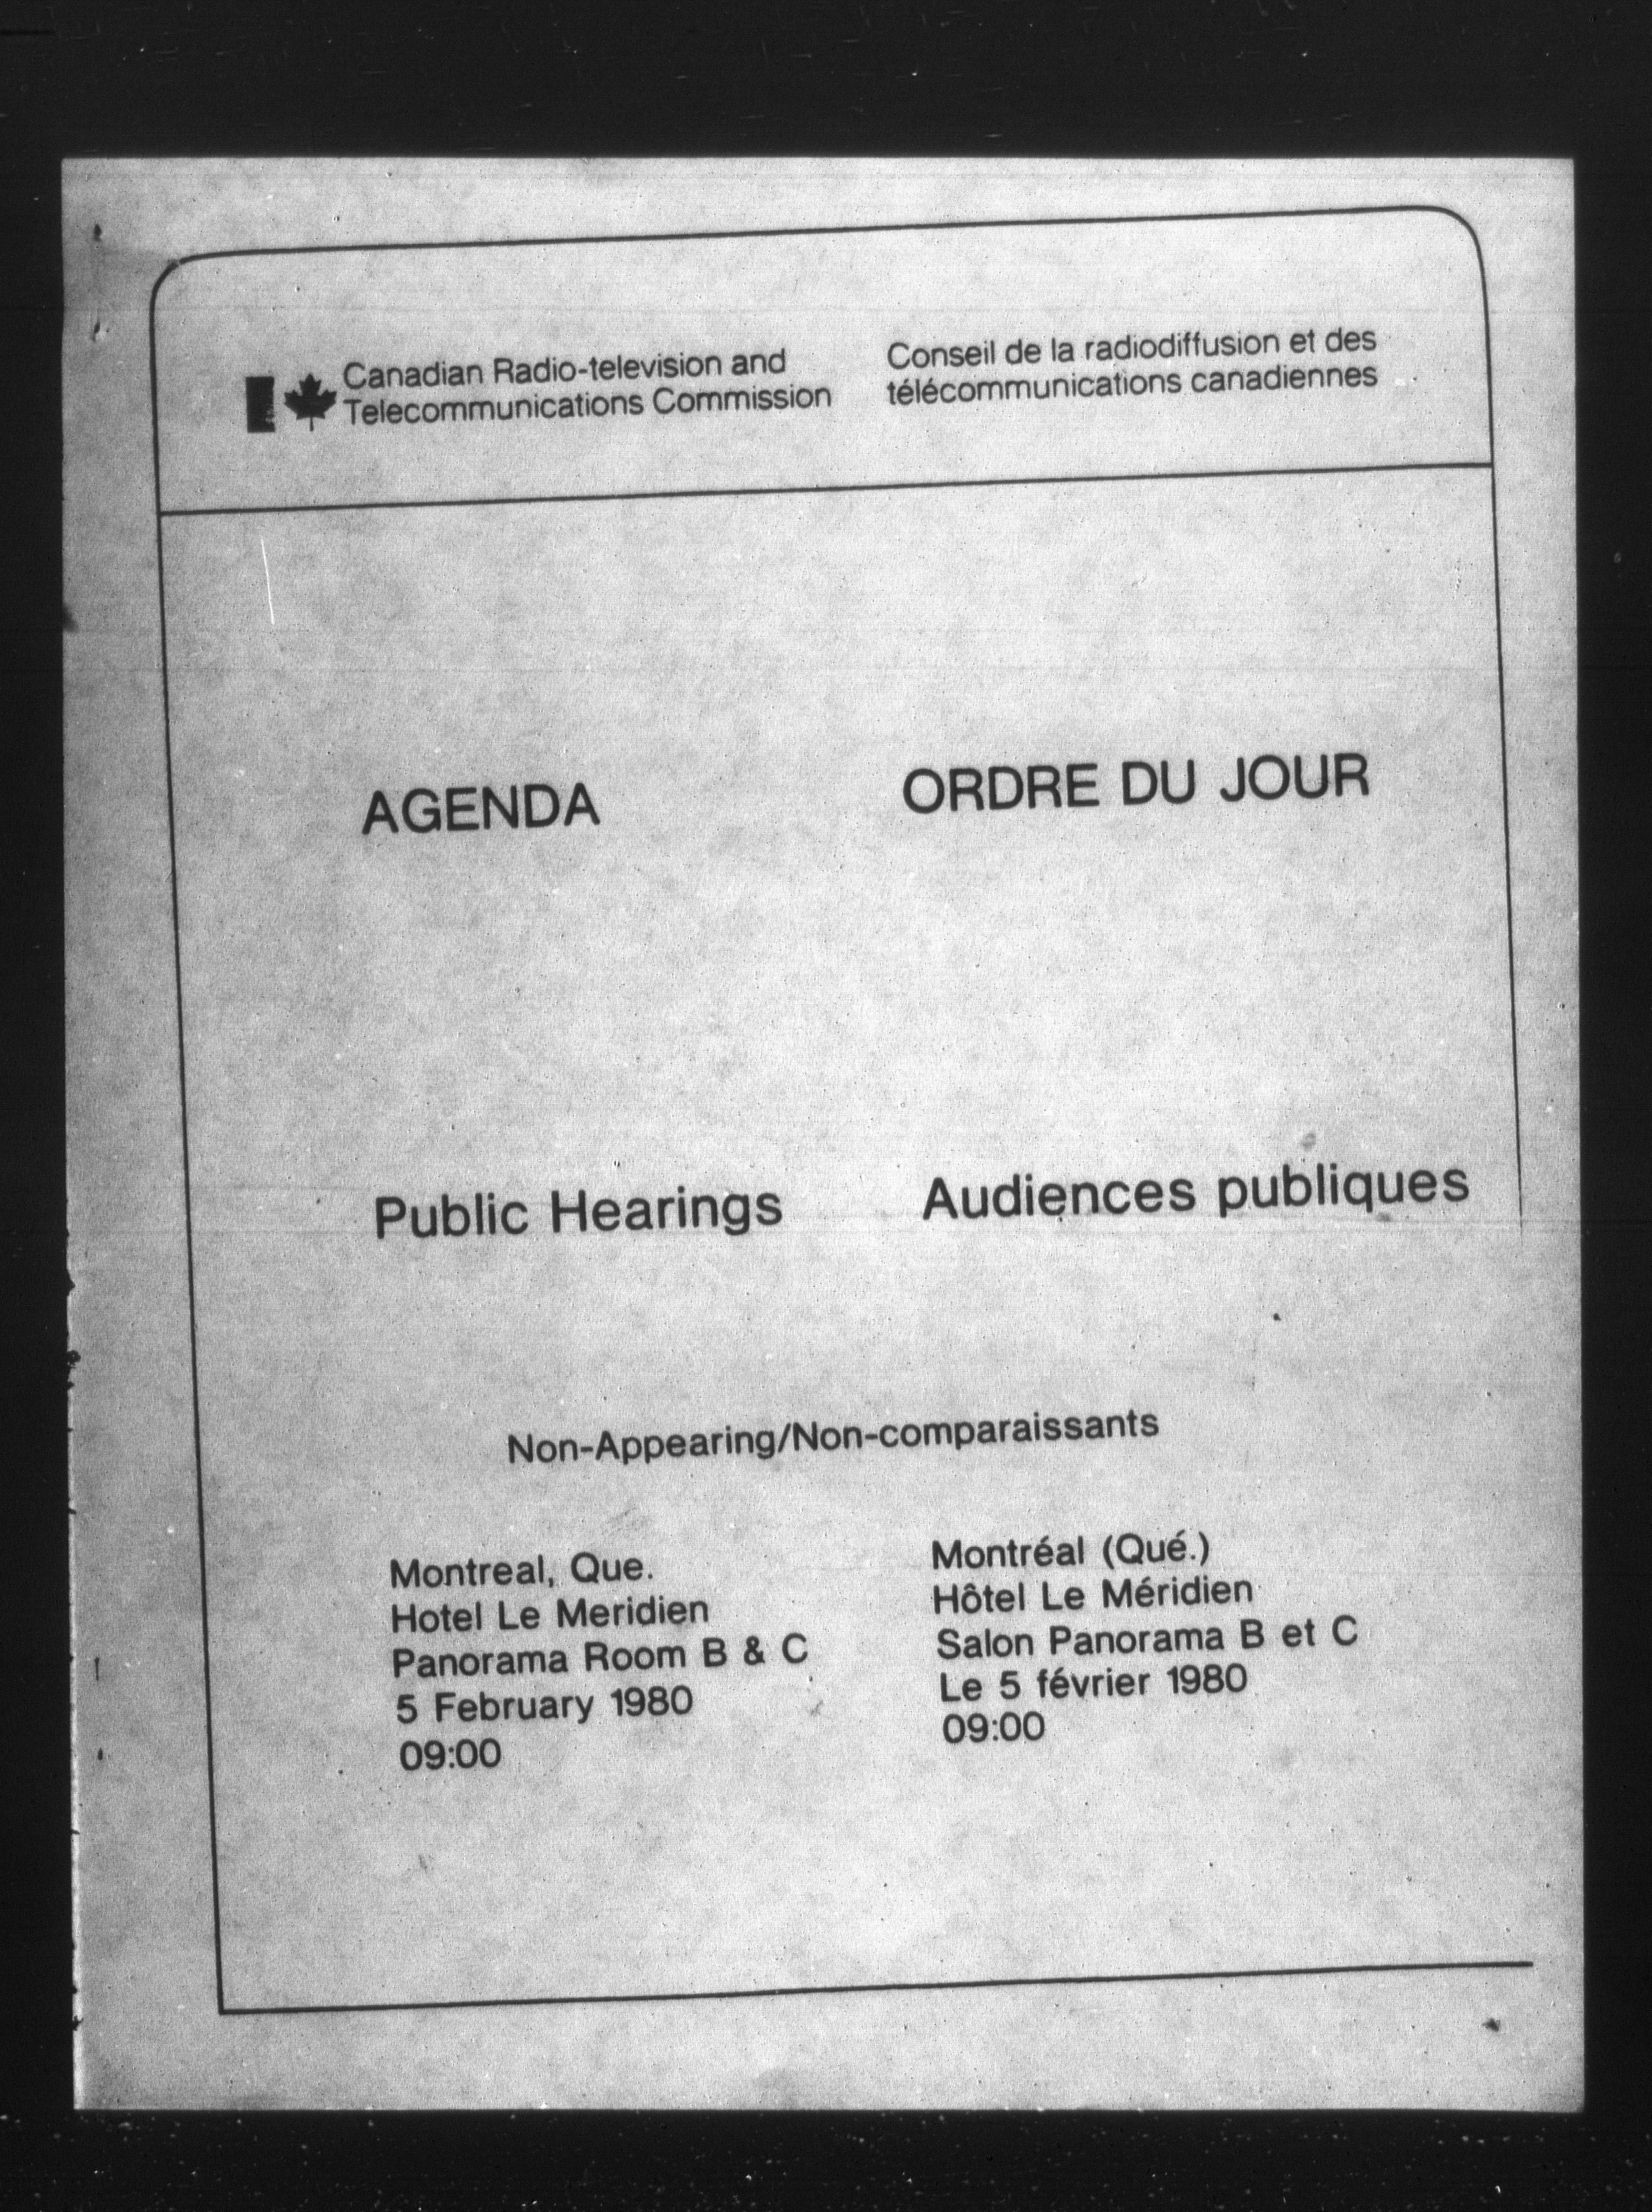 Canadian Radio-television and
Telecommunications Commission
Conseil de la radiodiffusion et des
télécommunications canadiennes
AGENDA
ORDRE DU JOUR
Public Hearings
Audiences publiques
Non-Appearing/Non-comparaissants
Montreal, Que.
Hotel Le Meridien
Panorama Room B & C
5 February 1980
09:00
Montréal (Qué.)
Hôtel Le Méridien
Salon Panorama B et C
Le 5 février 1980
09:00